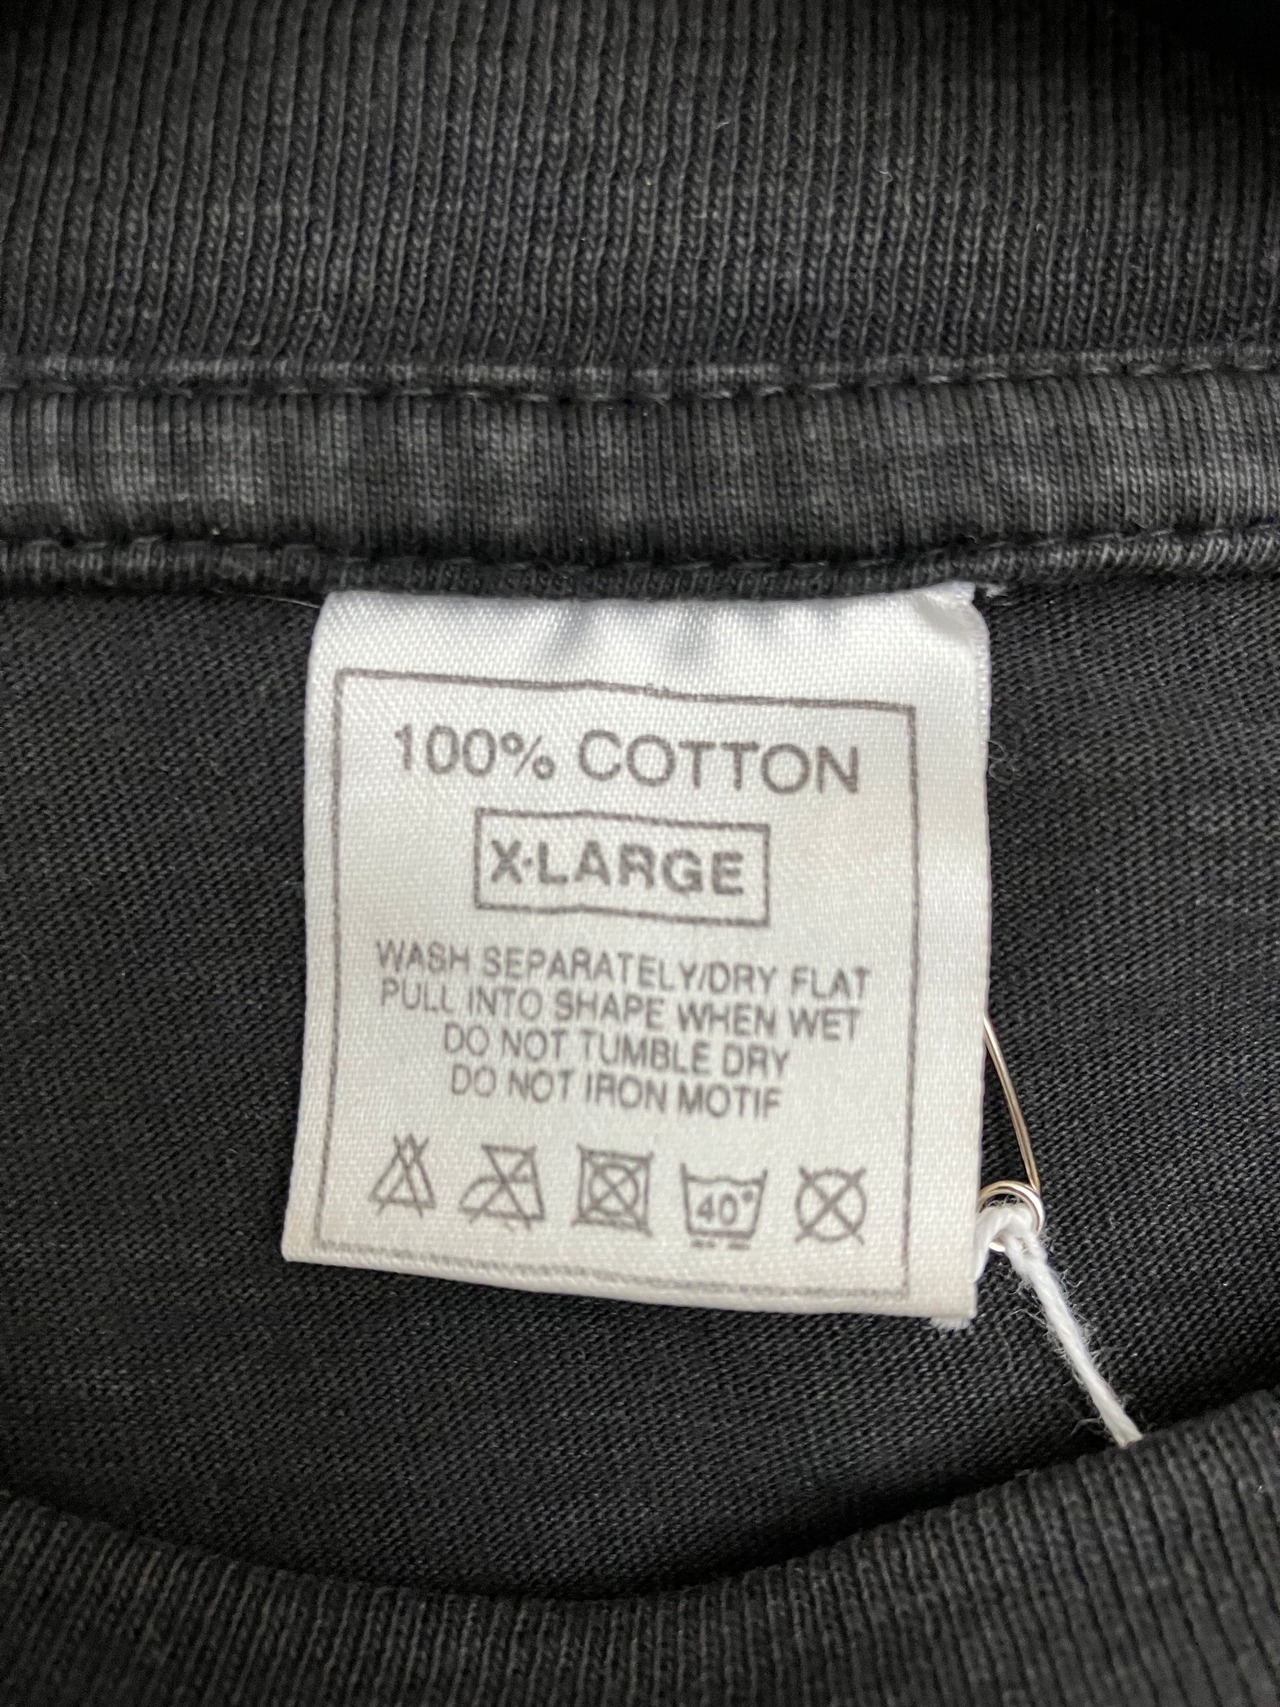 100% COTTON
X-LARGE
WASH SEPARATELY/DRY FLAT
PULL INTO SHAPE WHEN WET
DO NOT TUMBLE DRY
DO NOT IRON MOTIF
40°